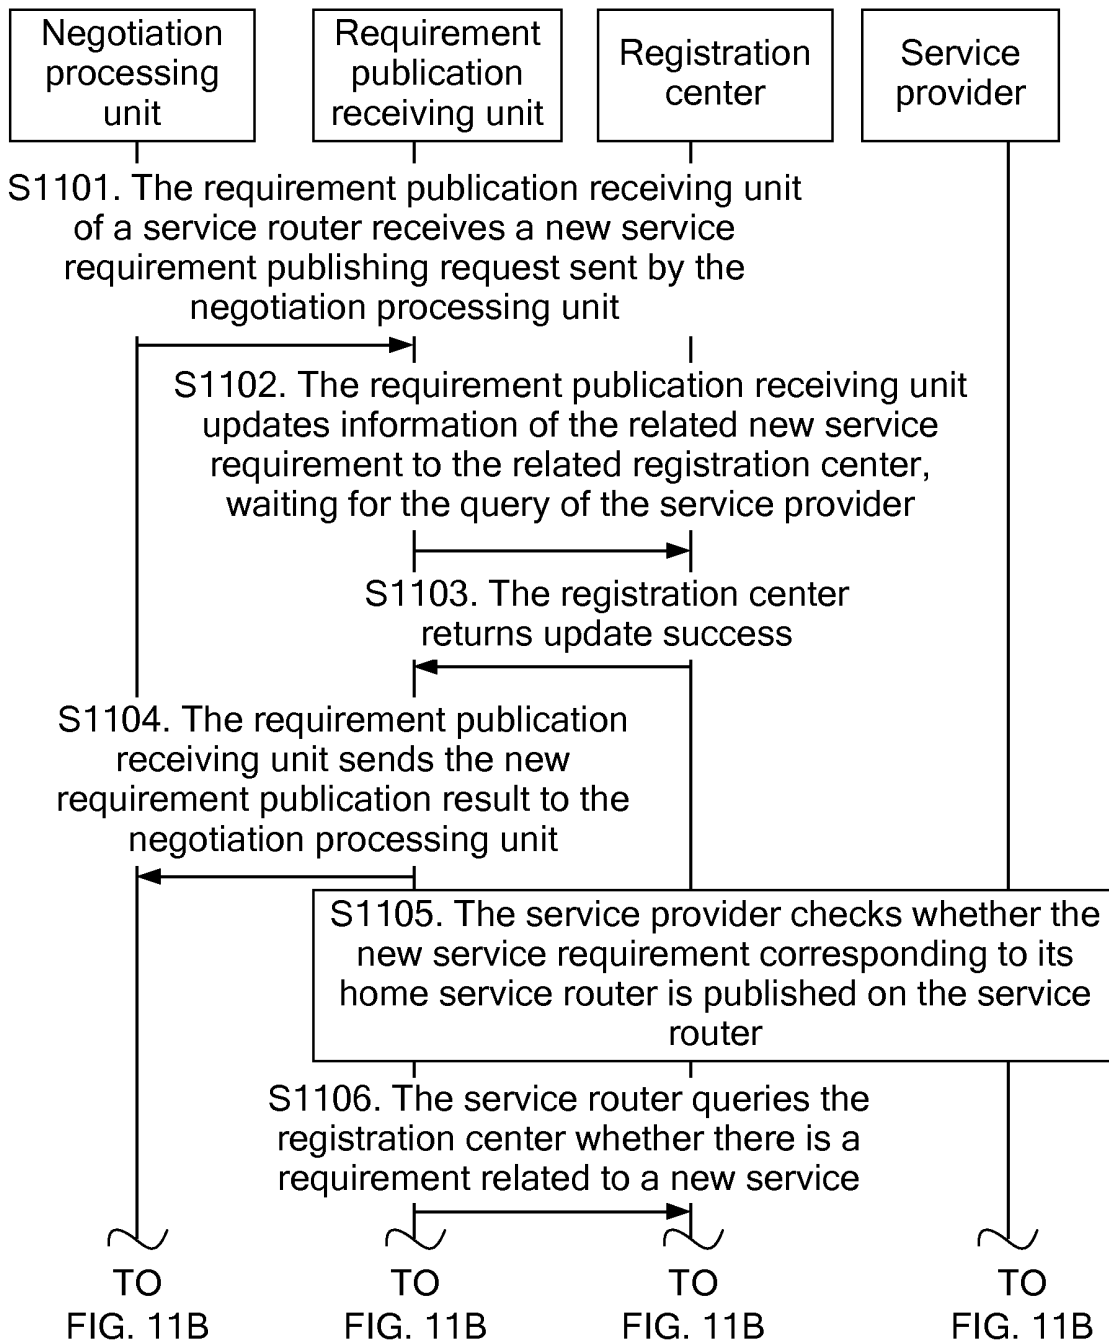 Negotiation
processing
unit
Requirement
publication
receiving unit
Registration
center
Service
provider
S1101. The requirement publication receiving unit
of a service router receives a new service
requirement publishing request sent by the
negotiation processing unit
S1102. The requirement publication receiving unit
updates information of the related new service
requirement to the related registration center,
waiting for the query of the service provider
S1103. The registration center
returns update success
S1104. The requirement publication
receiving unit sends the new
requirement publication result to the
negotiation processing unit
S1105. The service provider checks whether the
new service requirement corresponding to its
home service router is published on the service
router
S1106. The service router queries the
registration center whether there is a
requirement related to a new service
TO
FIG. 11B
TO
FIG. 11B
TO
FIG. 11B
TO
FIG. 11B